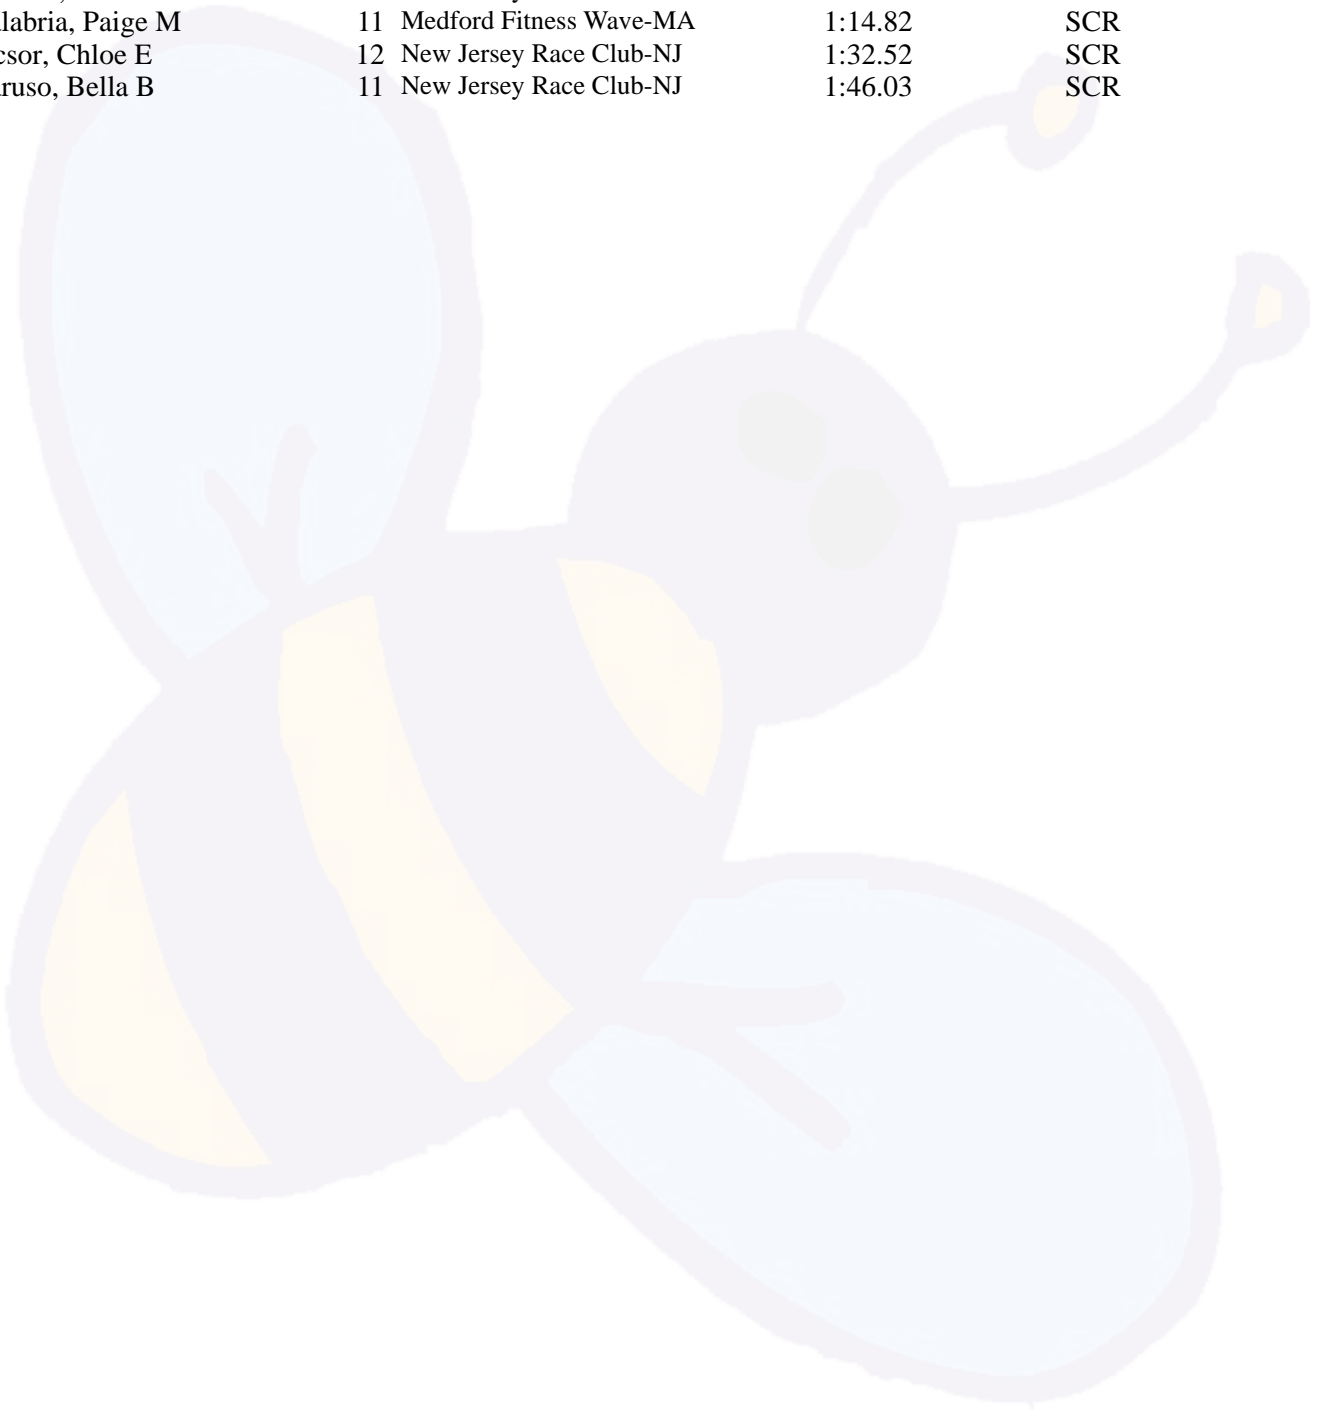 labria, Paige M 11 Medford Fitness Wave-MA 1:14.82 SCR
csor, Chloe E 12 New Jersey Race Club-NJ 1:32.52 SCR
ruso, Bella B 11 New Jersey Race Club-NJ 1:46.03 SCR